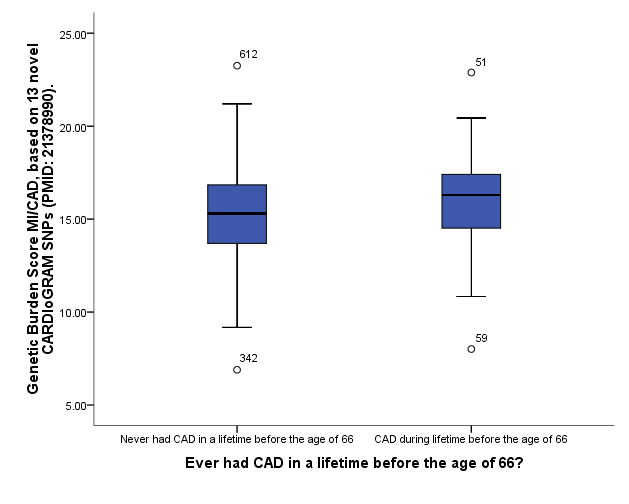 Genetic Burden Score MI/CAD, based on 13 novel
CARDIoGRAM SNPs (PMID: 21378990).
25.00
20.00
15.00
10.00
5.00
612
51
342
59
Never had CAD in a lifetime before the age of 66
CAD during lifetime before the age of 66
Ever had CAD in a lifetime before the age of 66?